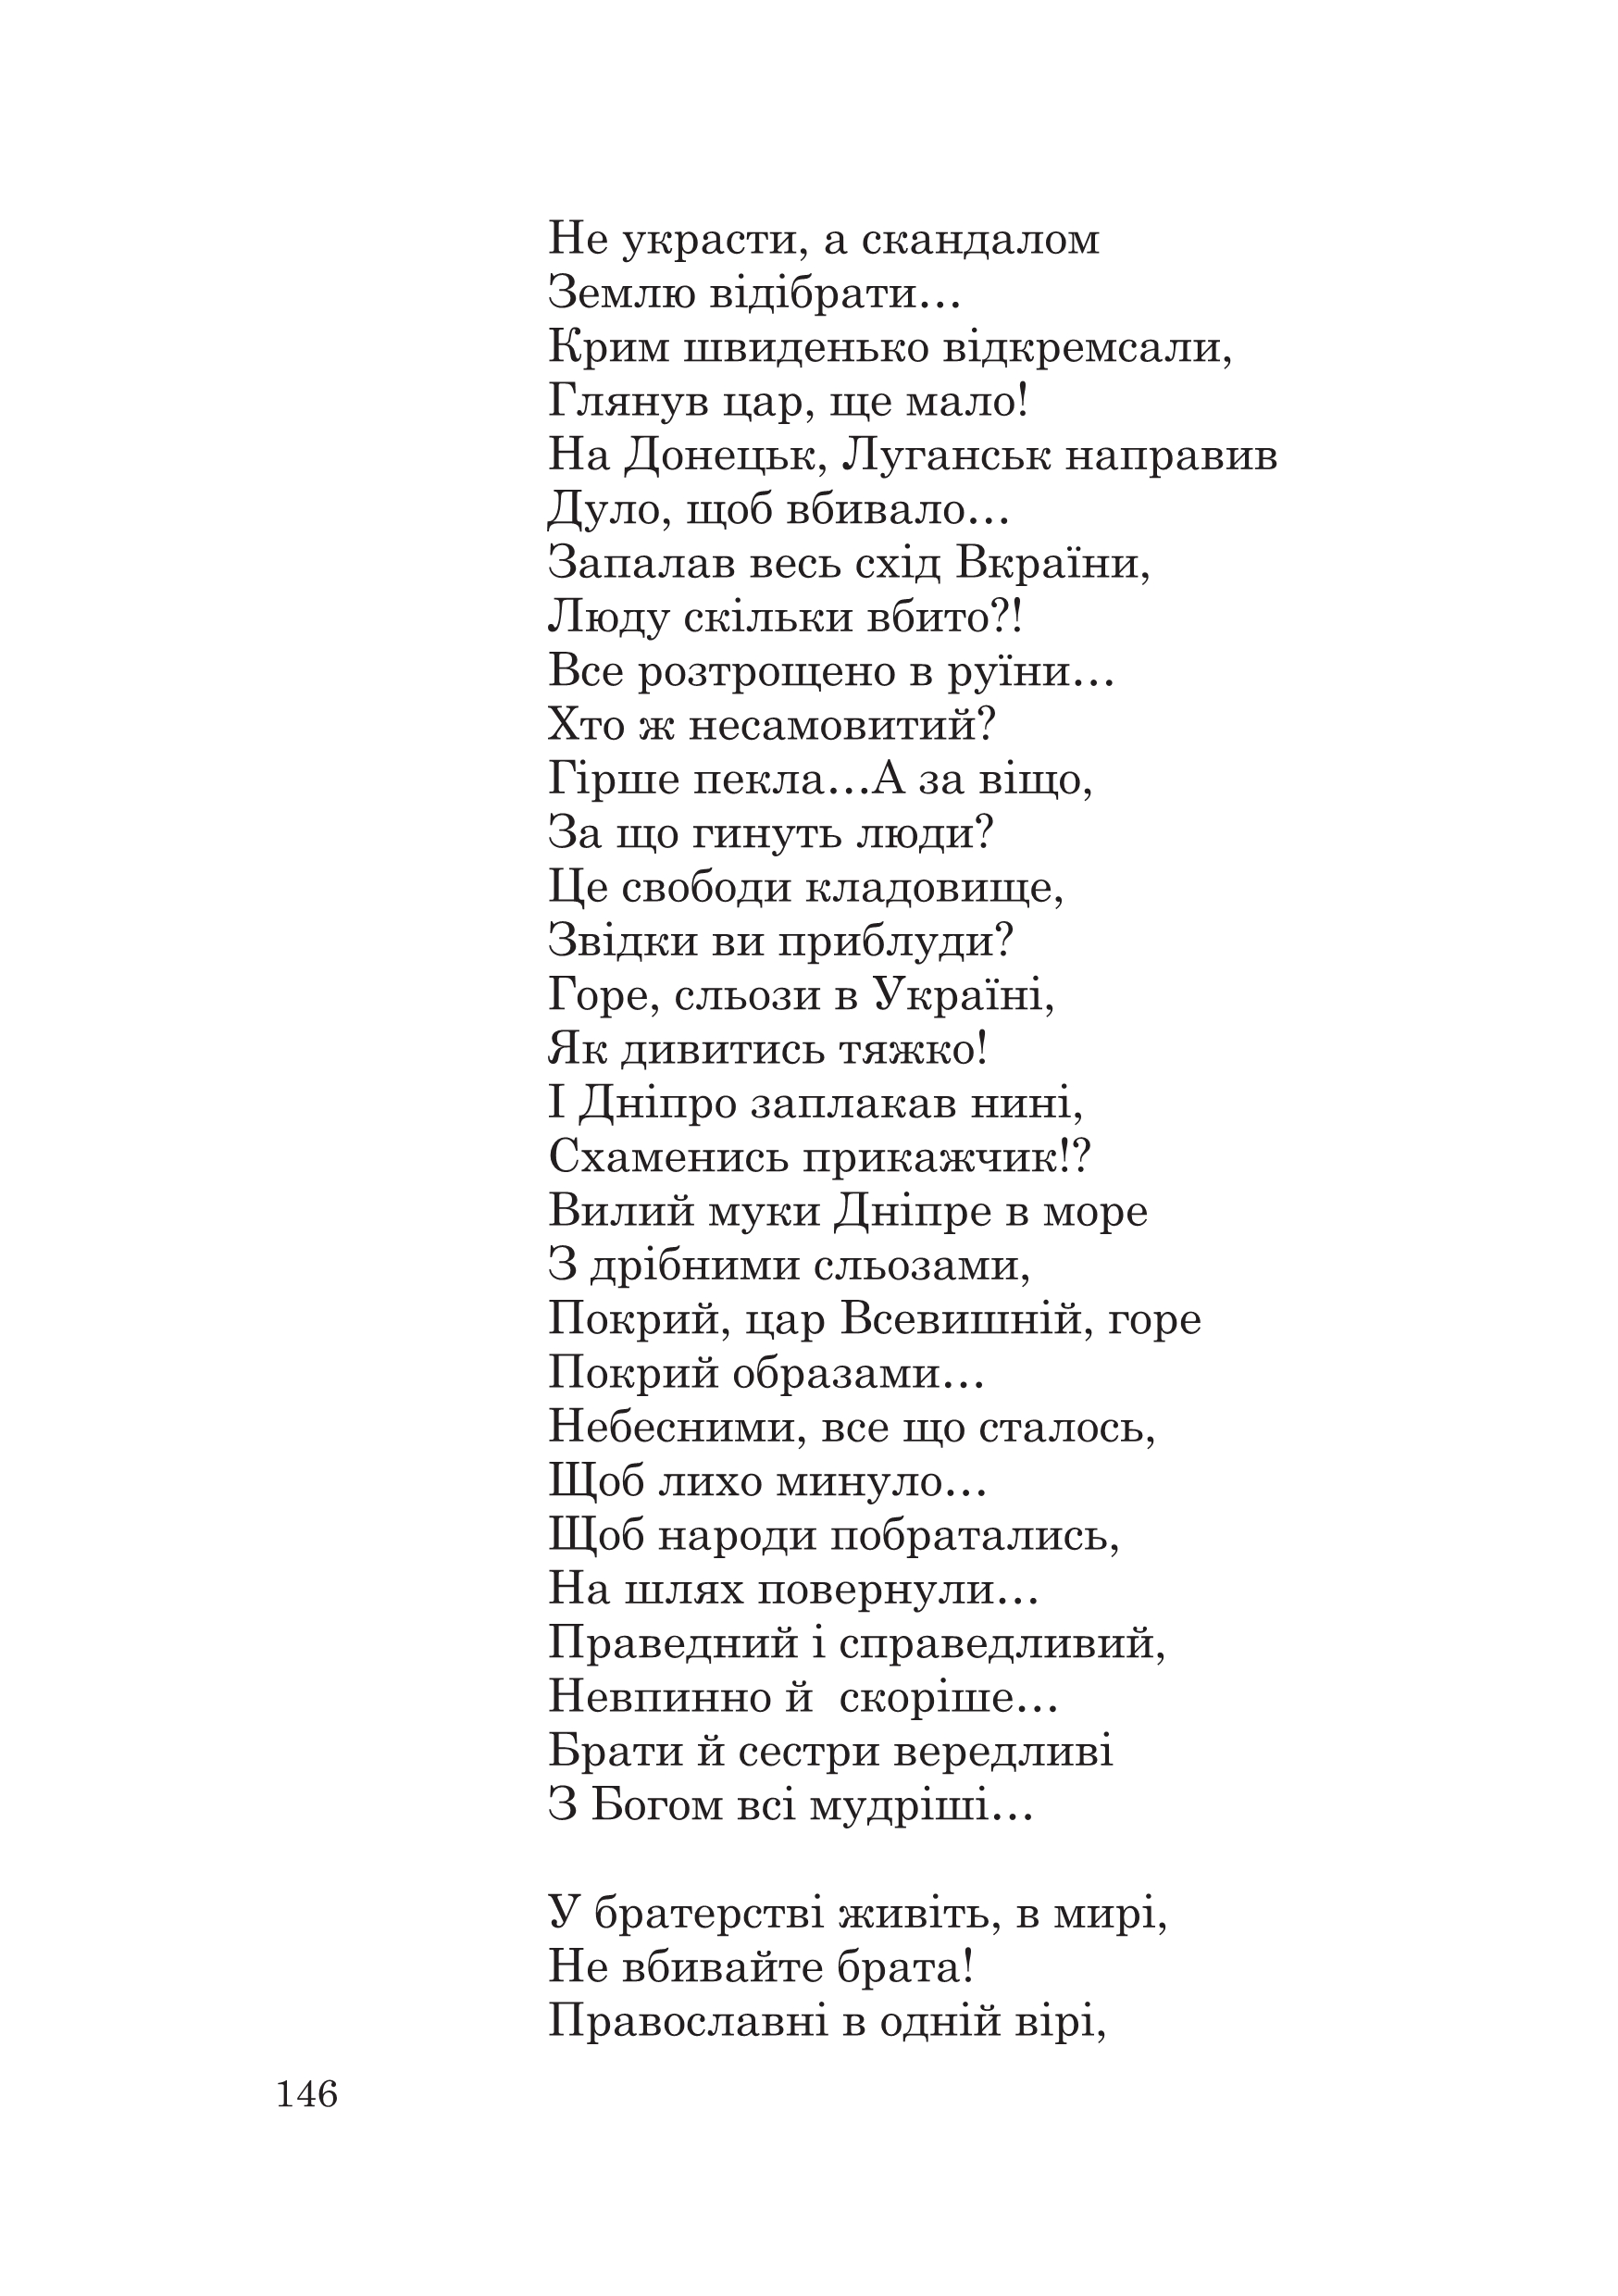 Не украсти, а скандалом
Землю відібрати...
Крим швиденько відкремсали,
Глянув цар, ще мало!
На Донецьк, Луганськ направив
Дуло, щоб вбивало...
Запалав весь схід Вкраїни,
Люду скільки вбито?!
Все розтрощено в руїни...
Хто ж несамовитий?
Гірше пекла...А за віщо,
За що гинуть люди?
Це свободи кладовище,
Звідки ви приблуди?
Горе, сльози в Україні,
Як дивитись тяжко!
І Дніпро заплакав нині,
Схаменись прикажчик!?
Вилий муки Дніпре в море
З дрібними сльозами,
Покрий, цар Всевишній, горе
Покрий образами...
Небесними, все що сталось,
Щоб лихо минуло...
Щоб народи побратались,
На шлях повернули...
Праведний і справедливий,
Невпинно й  скоріше...
Брати й сестри вередливі
З Богом всі мудріші...

У братерстві живіть, в мирі,
Не вбивайте брата!
Православні в одній вірі,
146